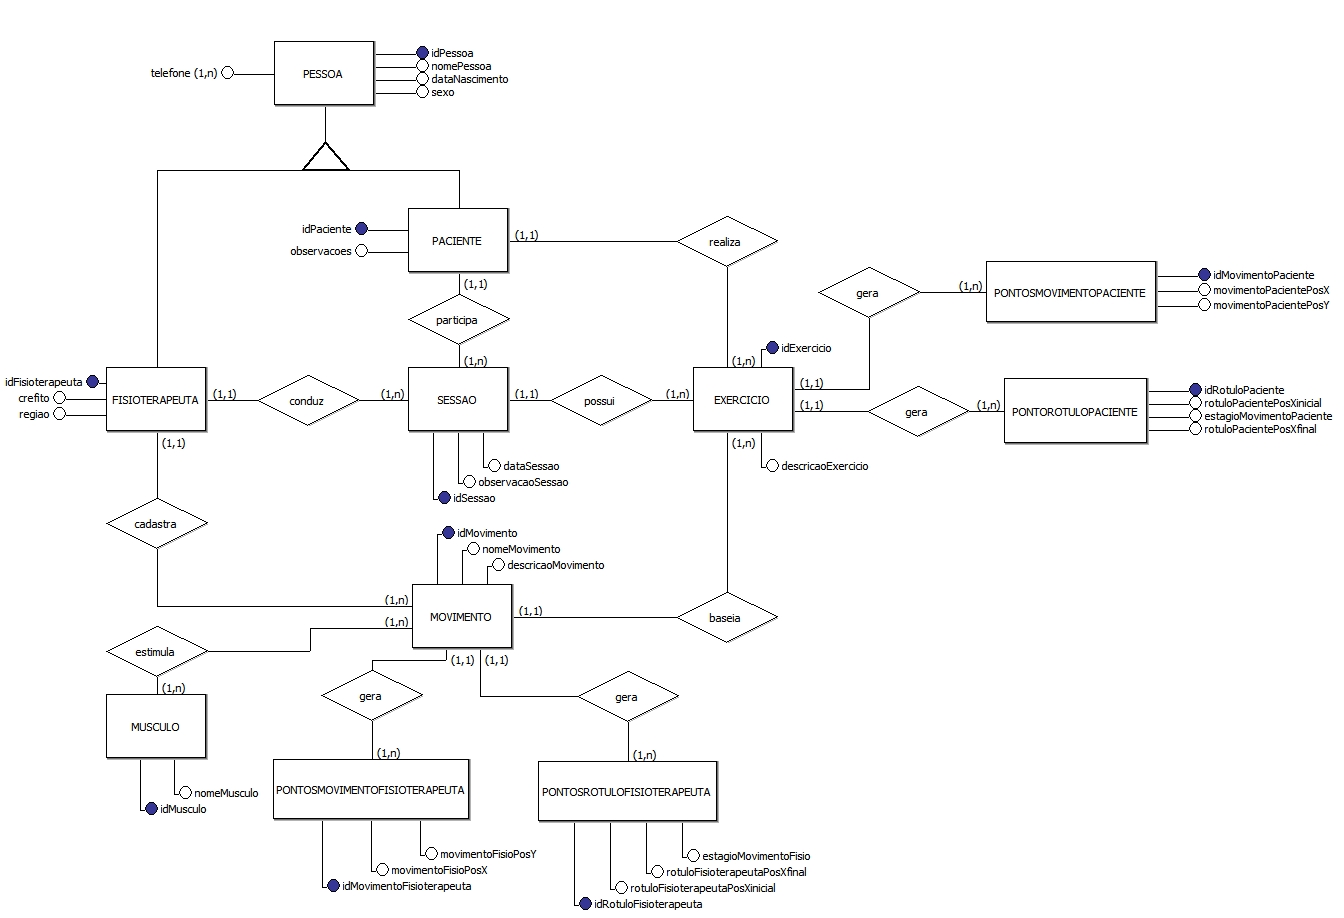 telefone (1,n)
PESSOA
idPessoa
nomePessoa
dataNascimento
sexo
idPaciente
observacoes
PACIENTE
(1,1)
realiza
(1,1)
participa
(1,n)
gera
(1,n)
PONTOSMOVIMENTOPACIENTE
idMovimentoPaciente
movimentoPacientePosX
movimentoPacientePosY
idFisioterapeuta
crefito
regiao
FISIOTERAPEUTA
(1,1)
conduz
(1,n)
SESSAO
(1,1)
possui
(1,n)
(1,n)
idExercicio
EXERCICIO
(1,1)
(1,1)
gera
(1,n)
PONTOROTULOPACIENTE
idRotuloPaciente
rotuloPacientePosXinicial
estagioMovimentoPaciente
rotuloPacientePosXfinal
(1,1)
(1,n)
descricaoExercicio
dataSessao
observacaoSessao
idSessao
cadastra
idMovimento
nomeMovimento
descricaoMovimento
(1,n)
(1,n)
MOVIMENTO
(1,1)
baseia
estimula
(1,n)
(1,1)
(1,1)
gera
gera
MUSCULO
nomeMusculo
idMusculo
(1,n)
PONTOSMOVIMENTOFISIOTERAPEUTA
(1,n)
PONTOSROTULOFISIOTERAPEUTA
movimentoFisioPosY
movimentoFisioPosX
idMovimentoFisioterapeuta
estagioMovimentoFisio
rotuloFisioterapeutaPosXfinal
rotuloFisioterapeutaPosXinicial
idRotuloFisioterapeuta